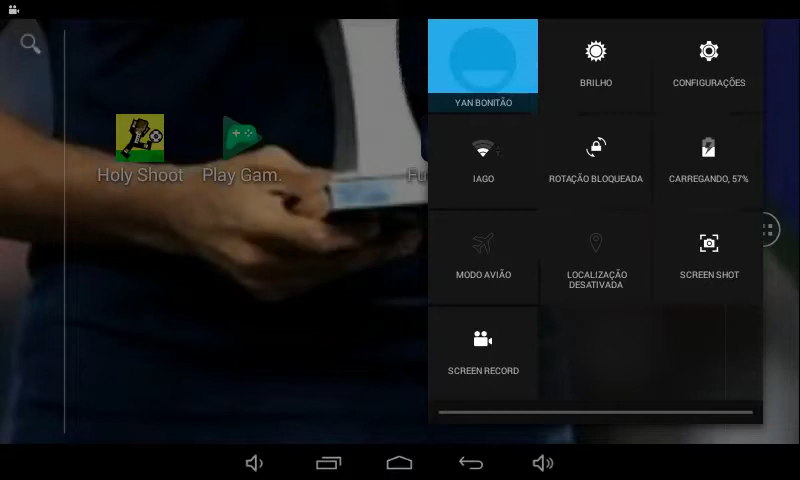 YAN BONITÃO
BRILHO
CONFIGURAÇÕES
Holy Shoot
Play Gam.
Fu
IAGO
ROTAÇÃO BLOQUEADA
CARREGANDO, 57%
MODO AVIÃO
LOCALIZAÇÃO
DESATIVADA
SCREEN SHOT
SCREEN RECORD